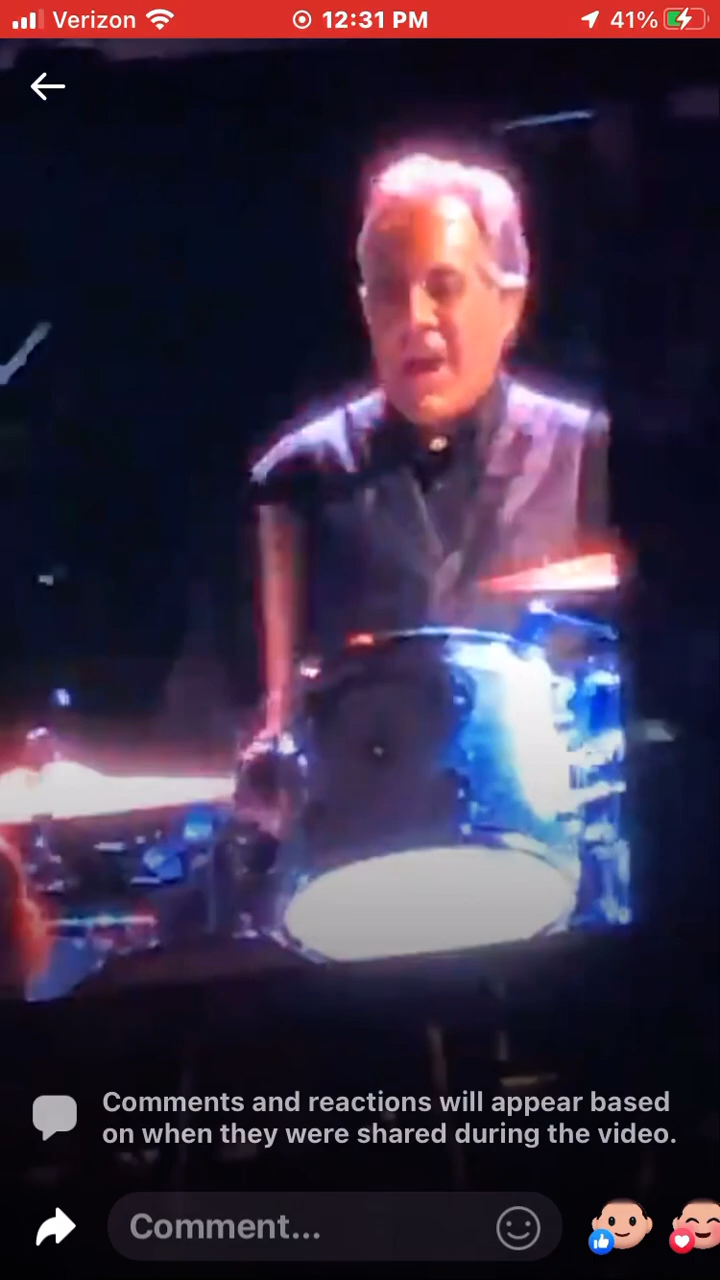 Verizon 12:31 PM 41%
Comments and reactions will appear based
on when they were shared during the video.
Comment...